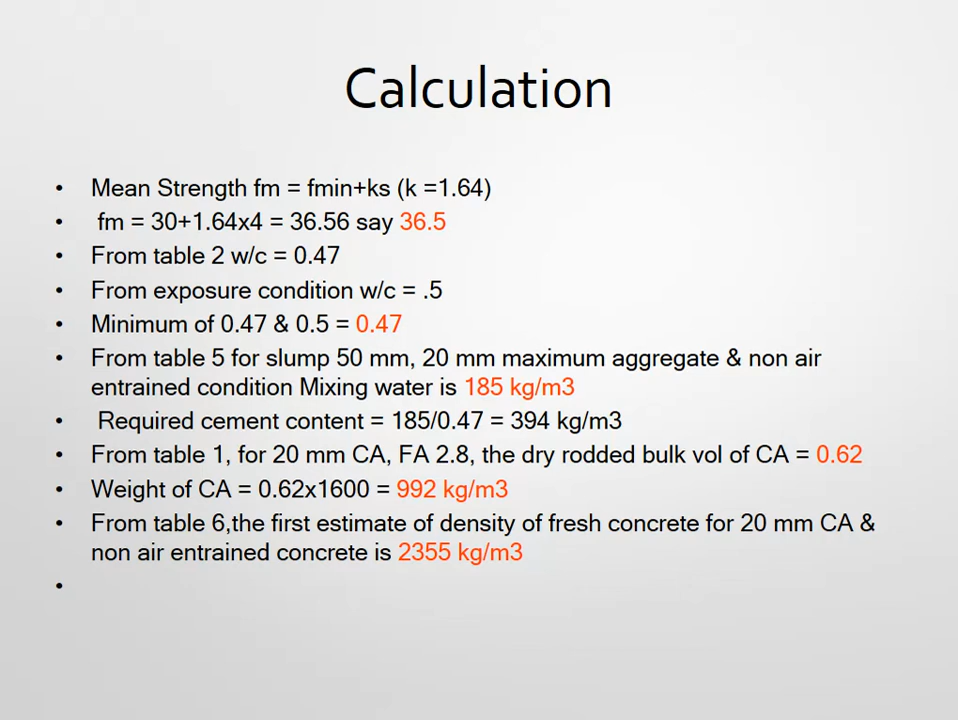 Calculation
• Mean Strength fm = fmin+ks (k =1.64)
• fm = 30+1.64x4 = 36.56 say 36.5
• From table 2 w/c = 0.47
• From exposure condition w/c = .5
• Minimum of 0.47 & 0.5 = 0.47
• From table 5 for slump 50 mm, 20 mm maximum aggregate & non air
entrained condition Mixing water is 185 kg/m3
• Required cement content = 185/0.47 = 394 kg/m3
• From table 1, for 20 mm CA, FA 2.8, the dry rodded bulk vol of CA = 0.62
• Weight of CA = 0.62x1600 = 992 kg/m3
• From table 6,the first estimate of density of fresh concrete for 20 mm CA &
non air entrained concrete is 2355 kg/m3
•